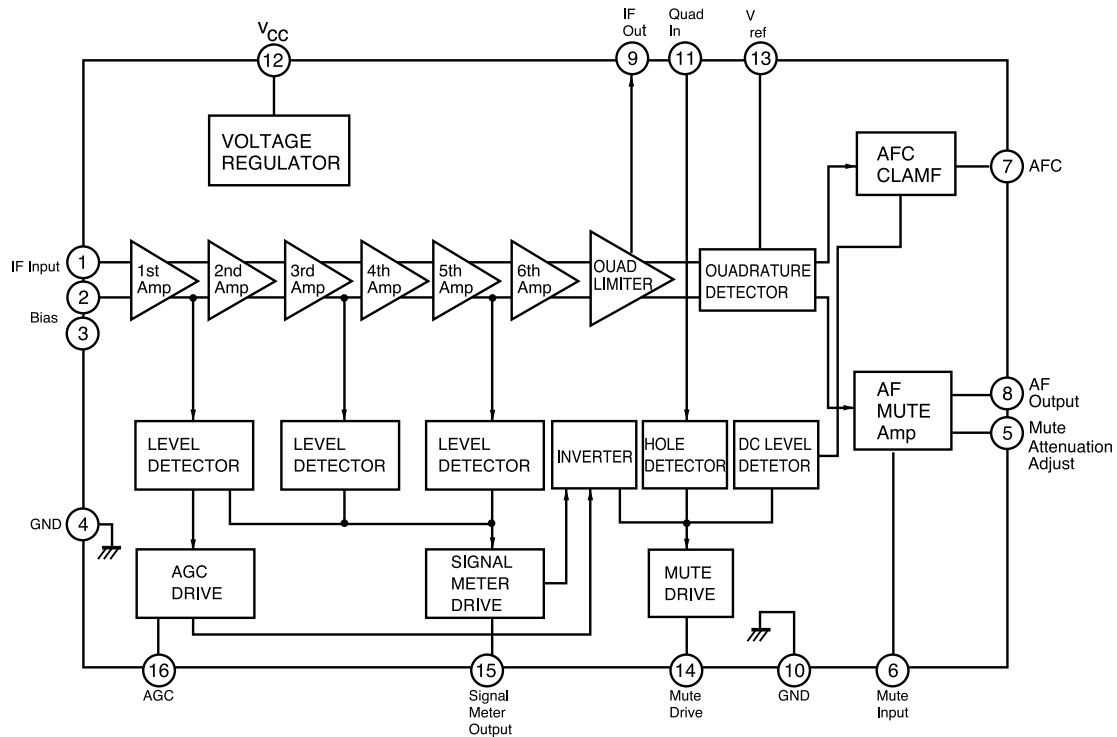 VCC
IF
Out
Quad
In
V
ref
12
9
11
13
VOLTAGE
REGULATOR
AFC
CLAMF
7
AFC
IF Input
1
2
Bias
3
1st
Amp
2nd
Amp
3rd
Amp
4th
Amp
5th
Amp
6th
Amp
OUAD
LIMITER
OUADRATURE
DETECTOR
AF
MUTE
Amp
8
AF
Output
5
Mute
Attenuation
Adjust
LEVEL
DETECTOR
LEVEL
DETECTOR
LEVEL
DETECTOR
INVERTER
HOLE
DETECTOR
DC LEVEL
DETETOR
GND
4
AGC
DRIVE
SIGNAL
METER
DRIVE
MUTE
DRIVE
16
15
14
10
6
AGC
Signal
Meter
Output
Mute
Drive
GND
Mute
Input